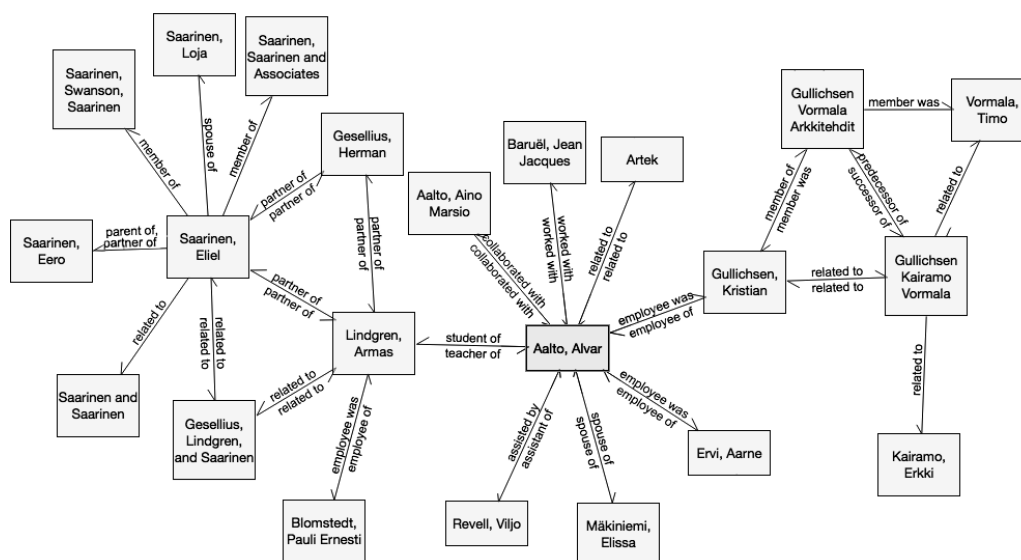 Saarinen,
Swanson,
Saarinen
Saarinen,
Loja
Saarinen,
Saarinen and
Associates
member of
spouse of
member of
Gesellius,
Herman
partner of
partner of
Saarinen,
Eero
parent of,
partner of
Saarinen,
Eliel
related to
Saarinen and
Saarinen
related to
related to
Gesellius,
Lindgren,
and Saarinen
partner of
partner of
partner of
partner of
related to
related to
Lindgren,
Armas
employee was
employee of
Blomstedt,
Pauli Ernesti
student of
teacher of
Aalto, Aino
Marsio
collaborated with
collaborated with
Baruël, Jean
Jacques
worked with
worked with
Artek
related to
related to
Aalto, Alvar
assisted by
assistant of
Revell, Viljo
spouse of
spouse of
Mäkiniemi,
Elissa
employee was
employee of
Ervi, Aarne
employee was
employee of
Gullichsen,
Kristian
member of
member was
Gullichsen
Vormala
Arkkitehdit
member was
Vormala,
Timo
predecessor of
successor of
related to
related to
related to
Gullichsen
Kairamo
Vormala
related to
Kairamo,
Erkki